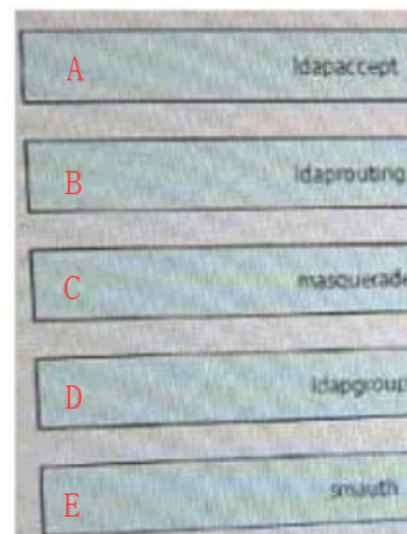 A ldapaccept
B ldaprouting
C masquerade
D ldapgroup
E smauth